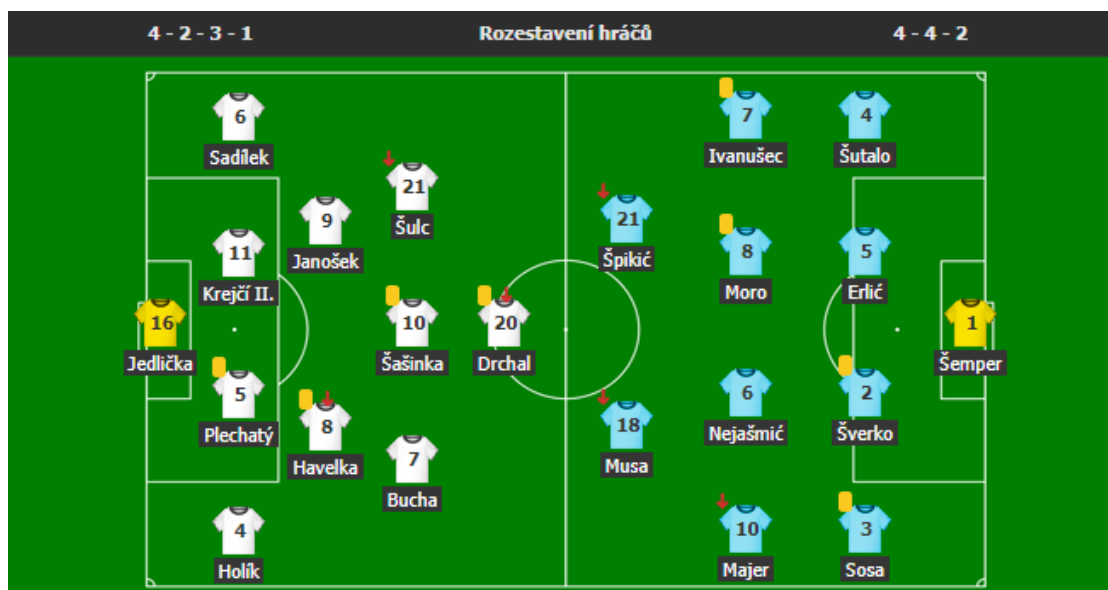 4 - 2 - 3 - 1 Rozestavení hráčů 4 - 4 - 2
6
Sadílek
11
Krejčí II.
16
Jedlička
5
Plechatý
4
Holík
9
Janošek
8
Havelka
21
Šulc
10
Šašinka
7
Bucha
20
Drchal
21
Špikić
18
Musa
7
Ivanušec
8
Moro
6
Nejašmić
10
Majer
4
Šutalo
5
Erlić
2
Šverko
3
Sosa
1
Šemper